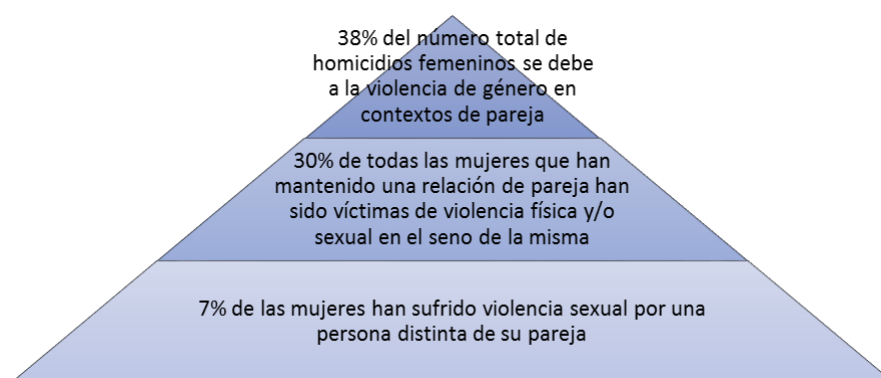 38% del número total de
homicidios femeninos se debe
a la violencia de género en
contextos de pareja
30% de todas las mujeres que han
mantenido una relación de pareja han
sido víctimas de violencia física y/o
sexual en el seno de la misma
7% de las mujeres han sufrido violencia sexual por una
persona distinta de su pareja